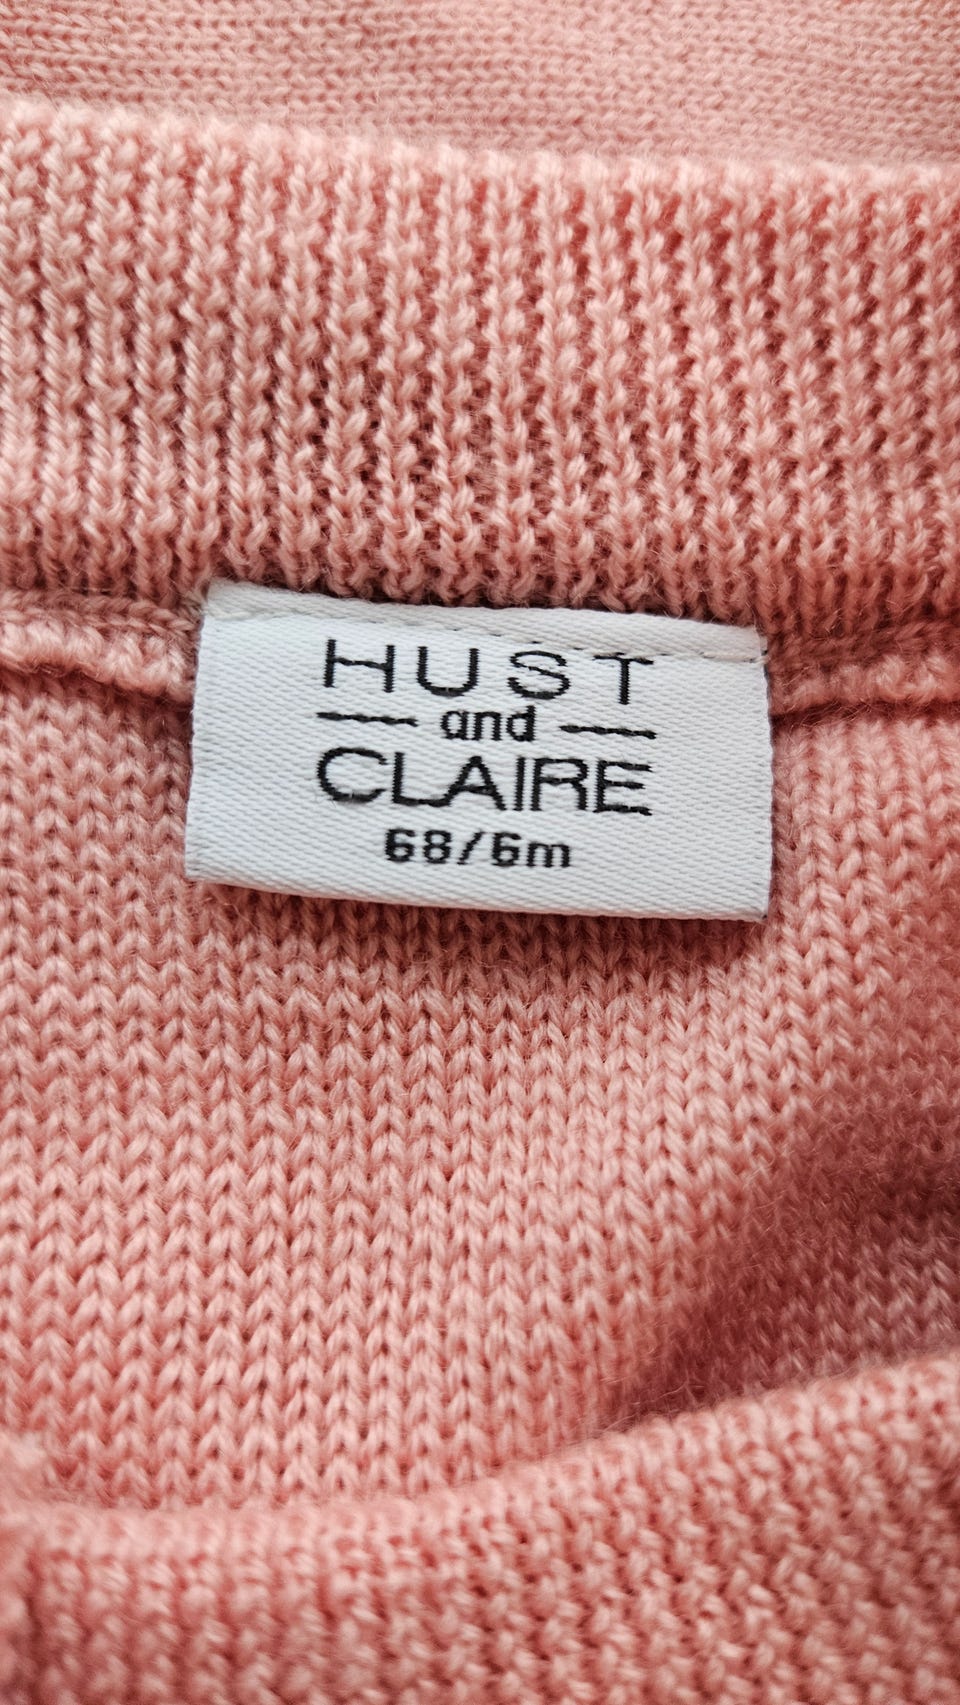 HUST
and
CLAIRE
68/6m